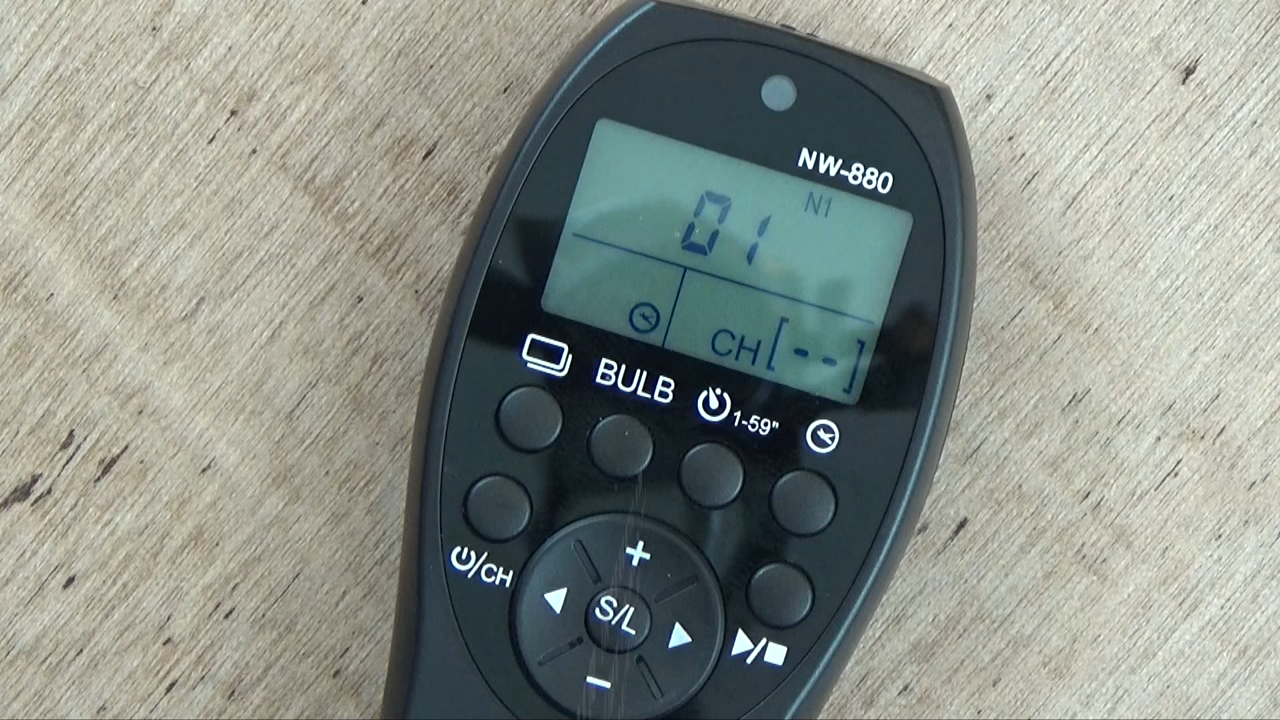 NW-880
N1
01
CH [--]
BULB
1-59"
/CH
+
S/L
−
/